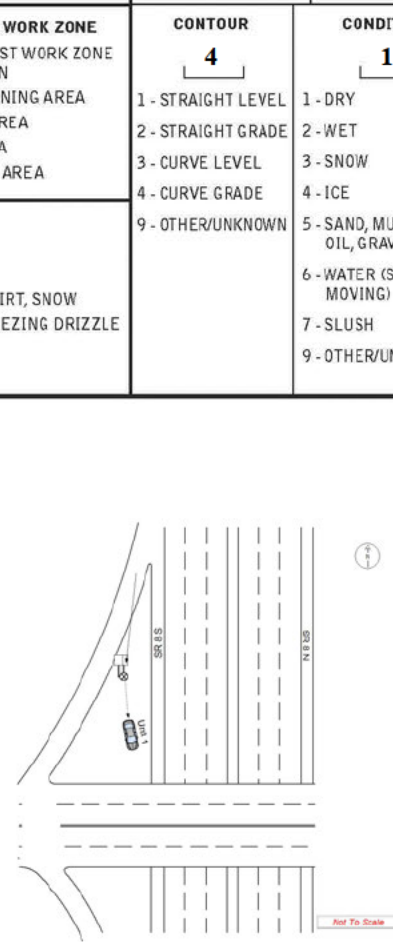 WORK ZONE
ST WORK ZONE
N
NING AREA
REA
A
AREA
IRT, SNOW
EZING DRIZZLE
CONTOUR
4
1 - STRAIGHT LEVEL
2 - STRAIGHT GRADE
3 - CURVE LEVEL
4 - CURVE GRADE
9 - OTHER/UNKNOWN
CONDI
1
1 - DRY
2 - WET
3 - SNOW
4 - ICE
5 - SAND, MU
OIL, GRAV
6 - WATER (S
MOVING)
7 - SLUSH
9 - OTHER/UN
SR 8 S
SR 8 N
Unit 1
Not To Scale